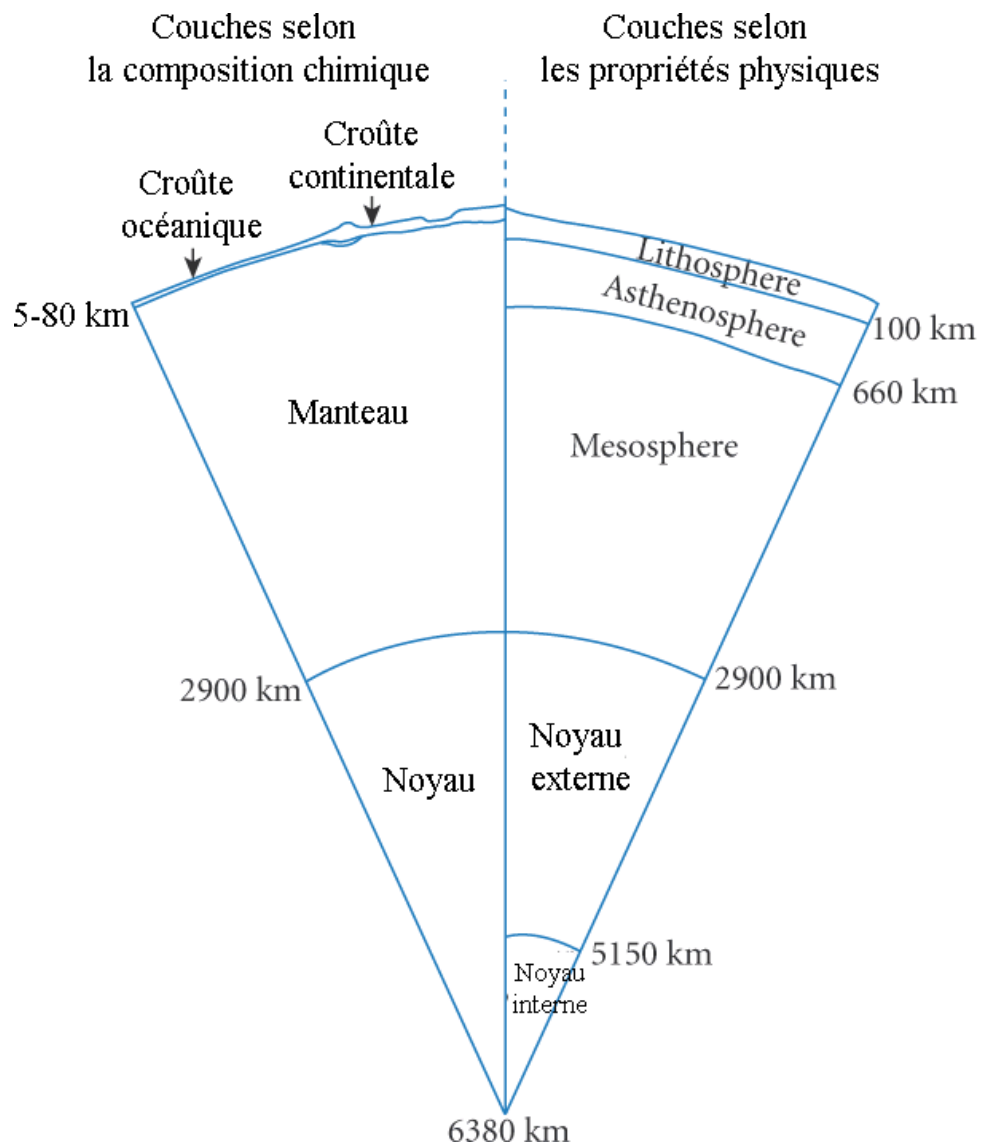 Couches selon
la composition chimique
Couches selon
les propriétés physiques
Croûte
continentale
Croûte
océanique
5-80 km
Lithosphere
Asthenosphere
100 km
660 km
Manteau
Mesosphere
2900 km
2900 km
Noyau
Noyau
externe
5150 km
Noyau
interne
6380 km